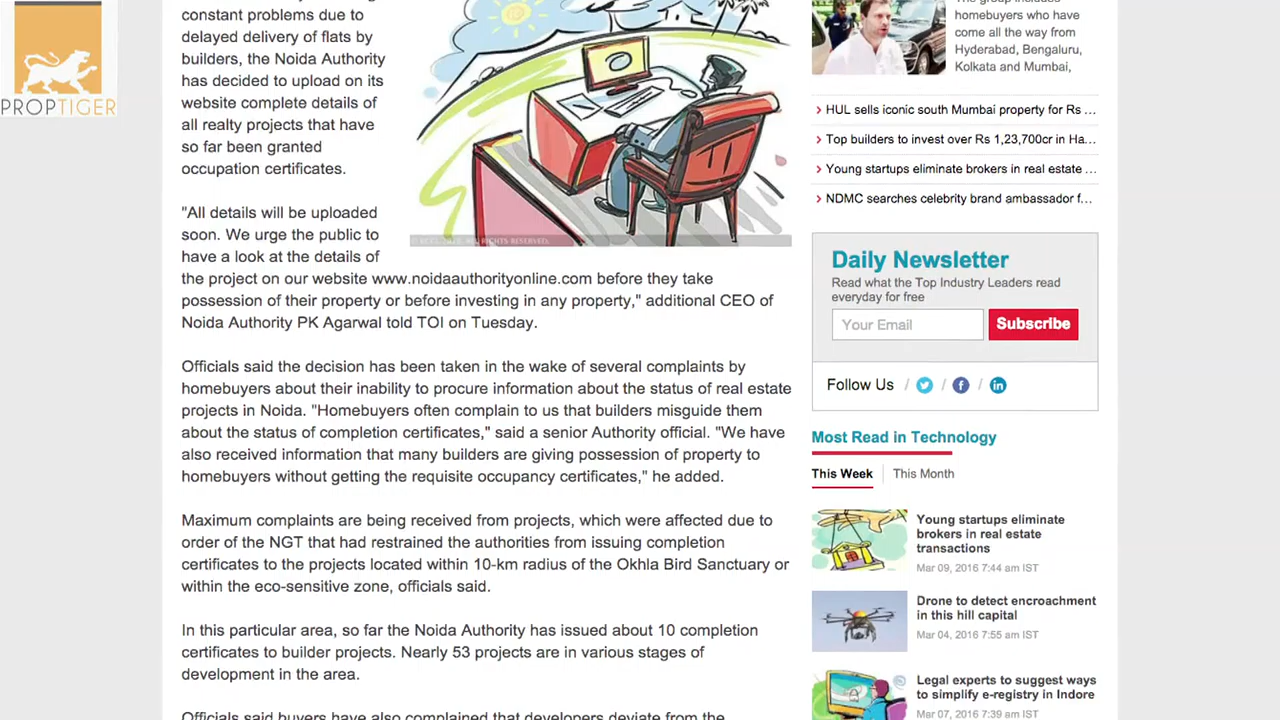 PROPTIGER
constant problems due to
delayed delivery of flats by
builders, the Noida Authority
has decided to upload on its
website complete details of
all realty projects that have
so far been granted
occupation certificates.
"All details will be uploaded
soon. We urge the public to
have a look at the details of
the project on our website www.noidaauthorityonline.com before they take
possession of their property or before investing in any property," additional CEO of
Noida Authority PK Agarwal told TOI on Tuesday.
Officials said the decision has been taken in the wake of several complaints by
homebuyers about their inability to procure information about the status of real estate
projects in Noida. "Homebuyers often complain to us that builders misguide them
about the status of completion certificates," said a senior Authority official. "We have
also received information that many builders are giving possession of property to
homebuyers without getting the requisite occupancy certificates," he added.
Maximum complaints are being received from projects, which were affected due to
order of the NGT that had restrained the authorities from issuing completion
certificates to the projects located within 10-km radius of the Okhla Bird Sanctuary or
within the eco-sensitive zone, officials said.
In this particular area, so far the Noida Authority has issued about 10 completion
certificates to builder projects. Nearly 53 projects are in various stages of
development in the area.
Officials said buyers have also complained that developers deviate from the
The group includes
homebuyers who have
come all the way from
Hyderabad, Bengaluru,
Kolkata and Mumbai,
HUL sells iconic south Mumbai property for Rs ...
Top builders to invest over Rs 1,23,700cr in Ha...
Young startups eliminate brokers in real estate ...
NDMC searches celebrity brand ambassador f...
Daily Newsletter
Read what the Top Industry Leaders read
everyday for free
Your Email Subscribe
Follow Us / / /
Most Read in Technology
This Week This Month
Young startups eliminate
brokers in real estate
transactions
Mar 09, 2016 7:44 am IST
Drone to detect encroachment
in this hill capital
Mar 04, 2016 7:55 am IST
Legal experts to suggest ways
to simplify e-registry in Indore
Mar 07, 2016 7:39 am IST